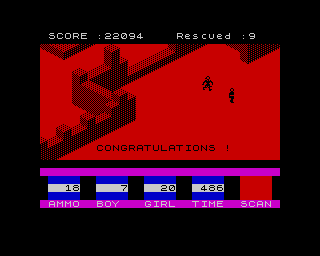 SCORE :22094 Rescued :9
CONGRATULATIONS !
18 7 20 486
AMMO BOY GIRL TIME SCAN